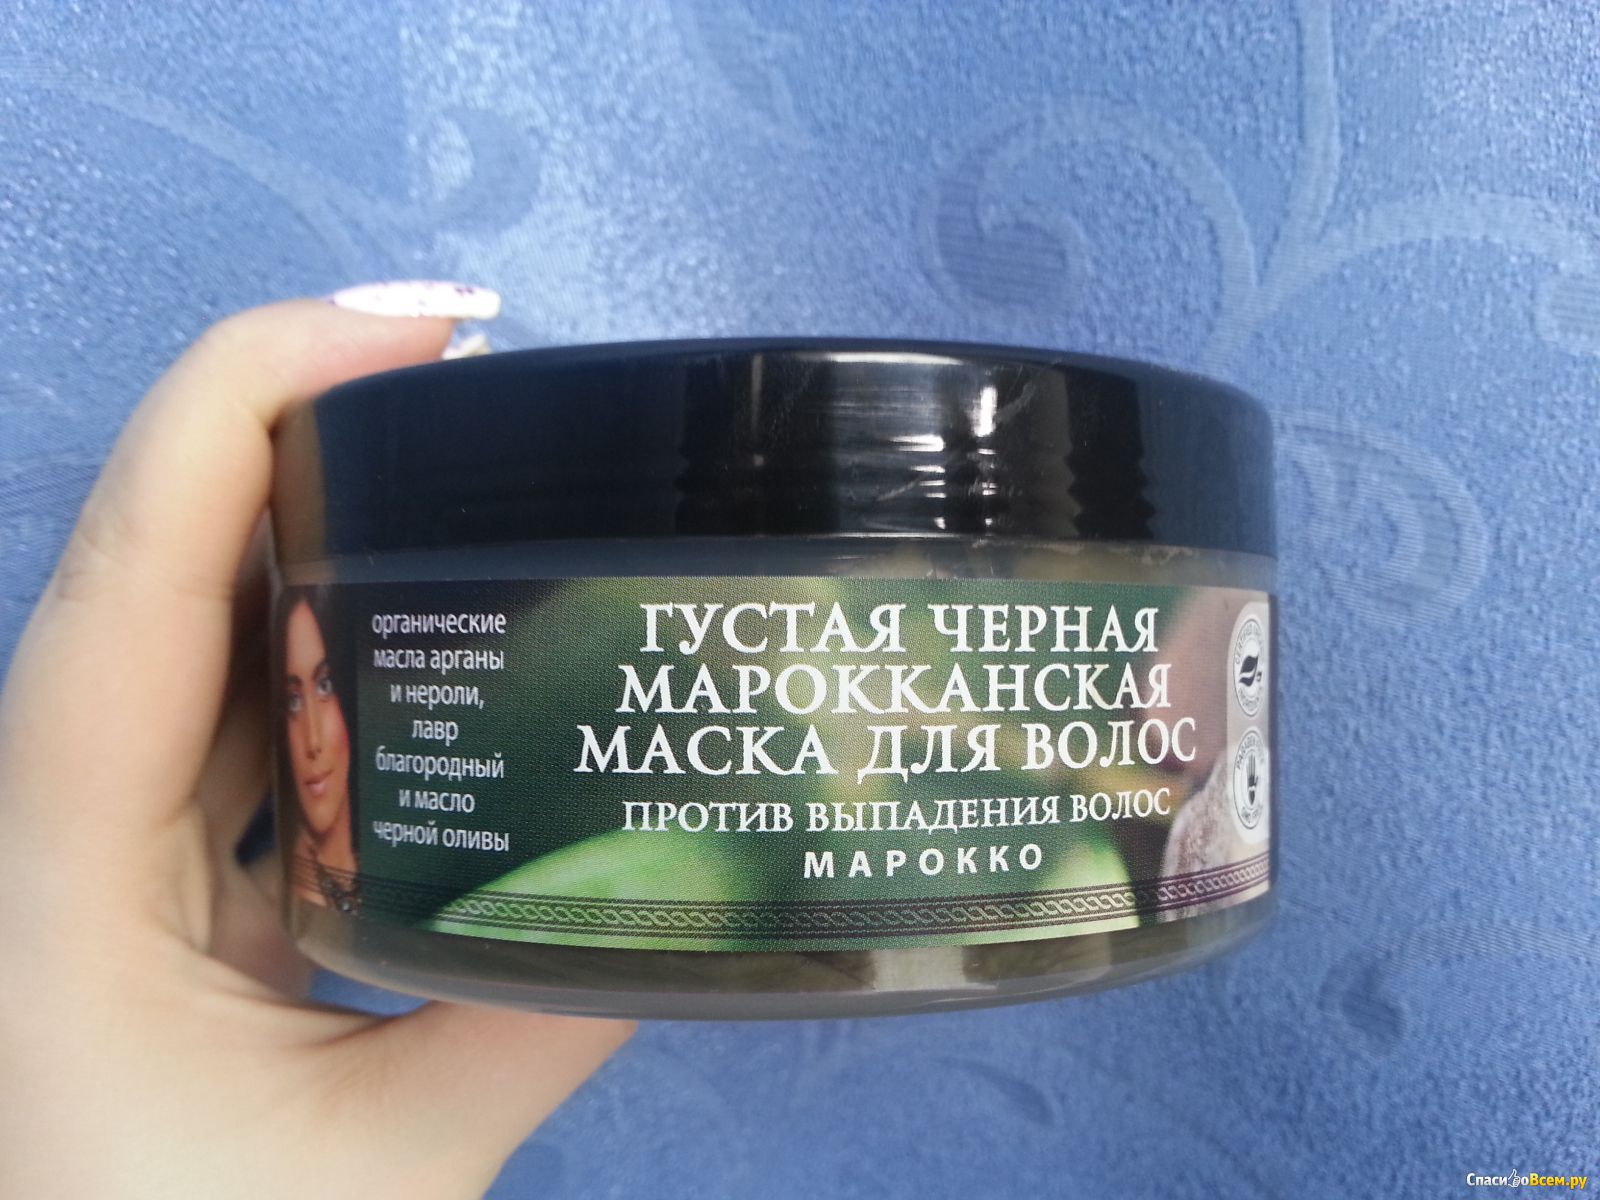 органические
масла арганы
и нероли,
лавр
благородный
и масло
черной оливы
ГУСТАЯ ЧЕРНАЯ
МАРОККАНСКАЯ
МАСКА ДЛЯ ВОЛОС
ПРОТИВ ВЫПАДЕНИЯ ВОЛОС
МАРОККО
СпасибоВсем.ру